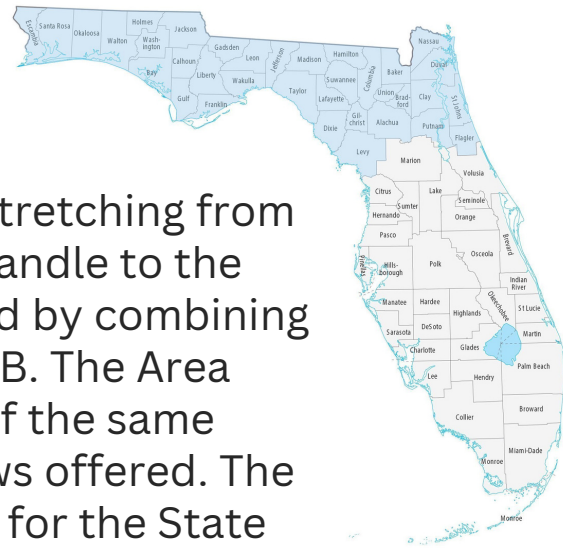 Escambia
Santa Rosa
Okaloosa
Walton
Holmes
Wash-
ington
Jackson
Bay
Calhoun
Gulf
Gadsden
Liberty
Franklin
Leon
Wakulla
Jefferson
Madison
Taylor
Hamilton
Suwannee
Lafayette
Dixie
Columbia
Gil-
christ
Levy
Baker
Union
Brad-
ford
Alachua
Nassau
Duval
Clay
St Johns
Putnam
Flagler
Marion
Volusia
Citrus
Sumter
Lake
Seminole
Hernando
Orange
Pasco
Pinellas
Hills-
borough
Polk
Osceola
Brevard
Indian
River
Manatee
Hardee
Highlands
Okeechobee
St Lucie
Sarasota
DeSoto
Martin
Charlotte
Glades
Palm Beach
Lee
Hendry
Collier
Broward
Monroe
Miami-Dade
Monroe
tretching from
andle to the
d by combining
B. The Area
f the same
ws offered. The
for the State